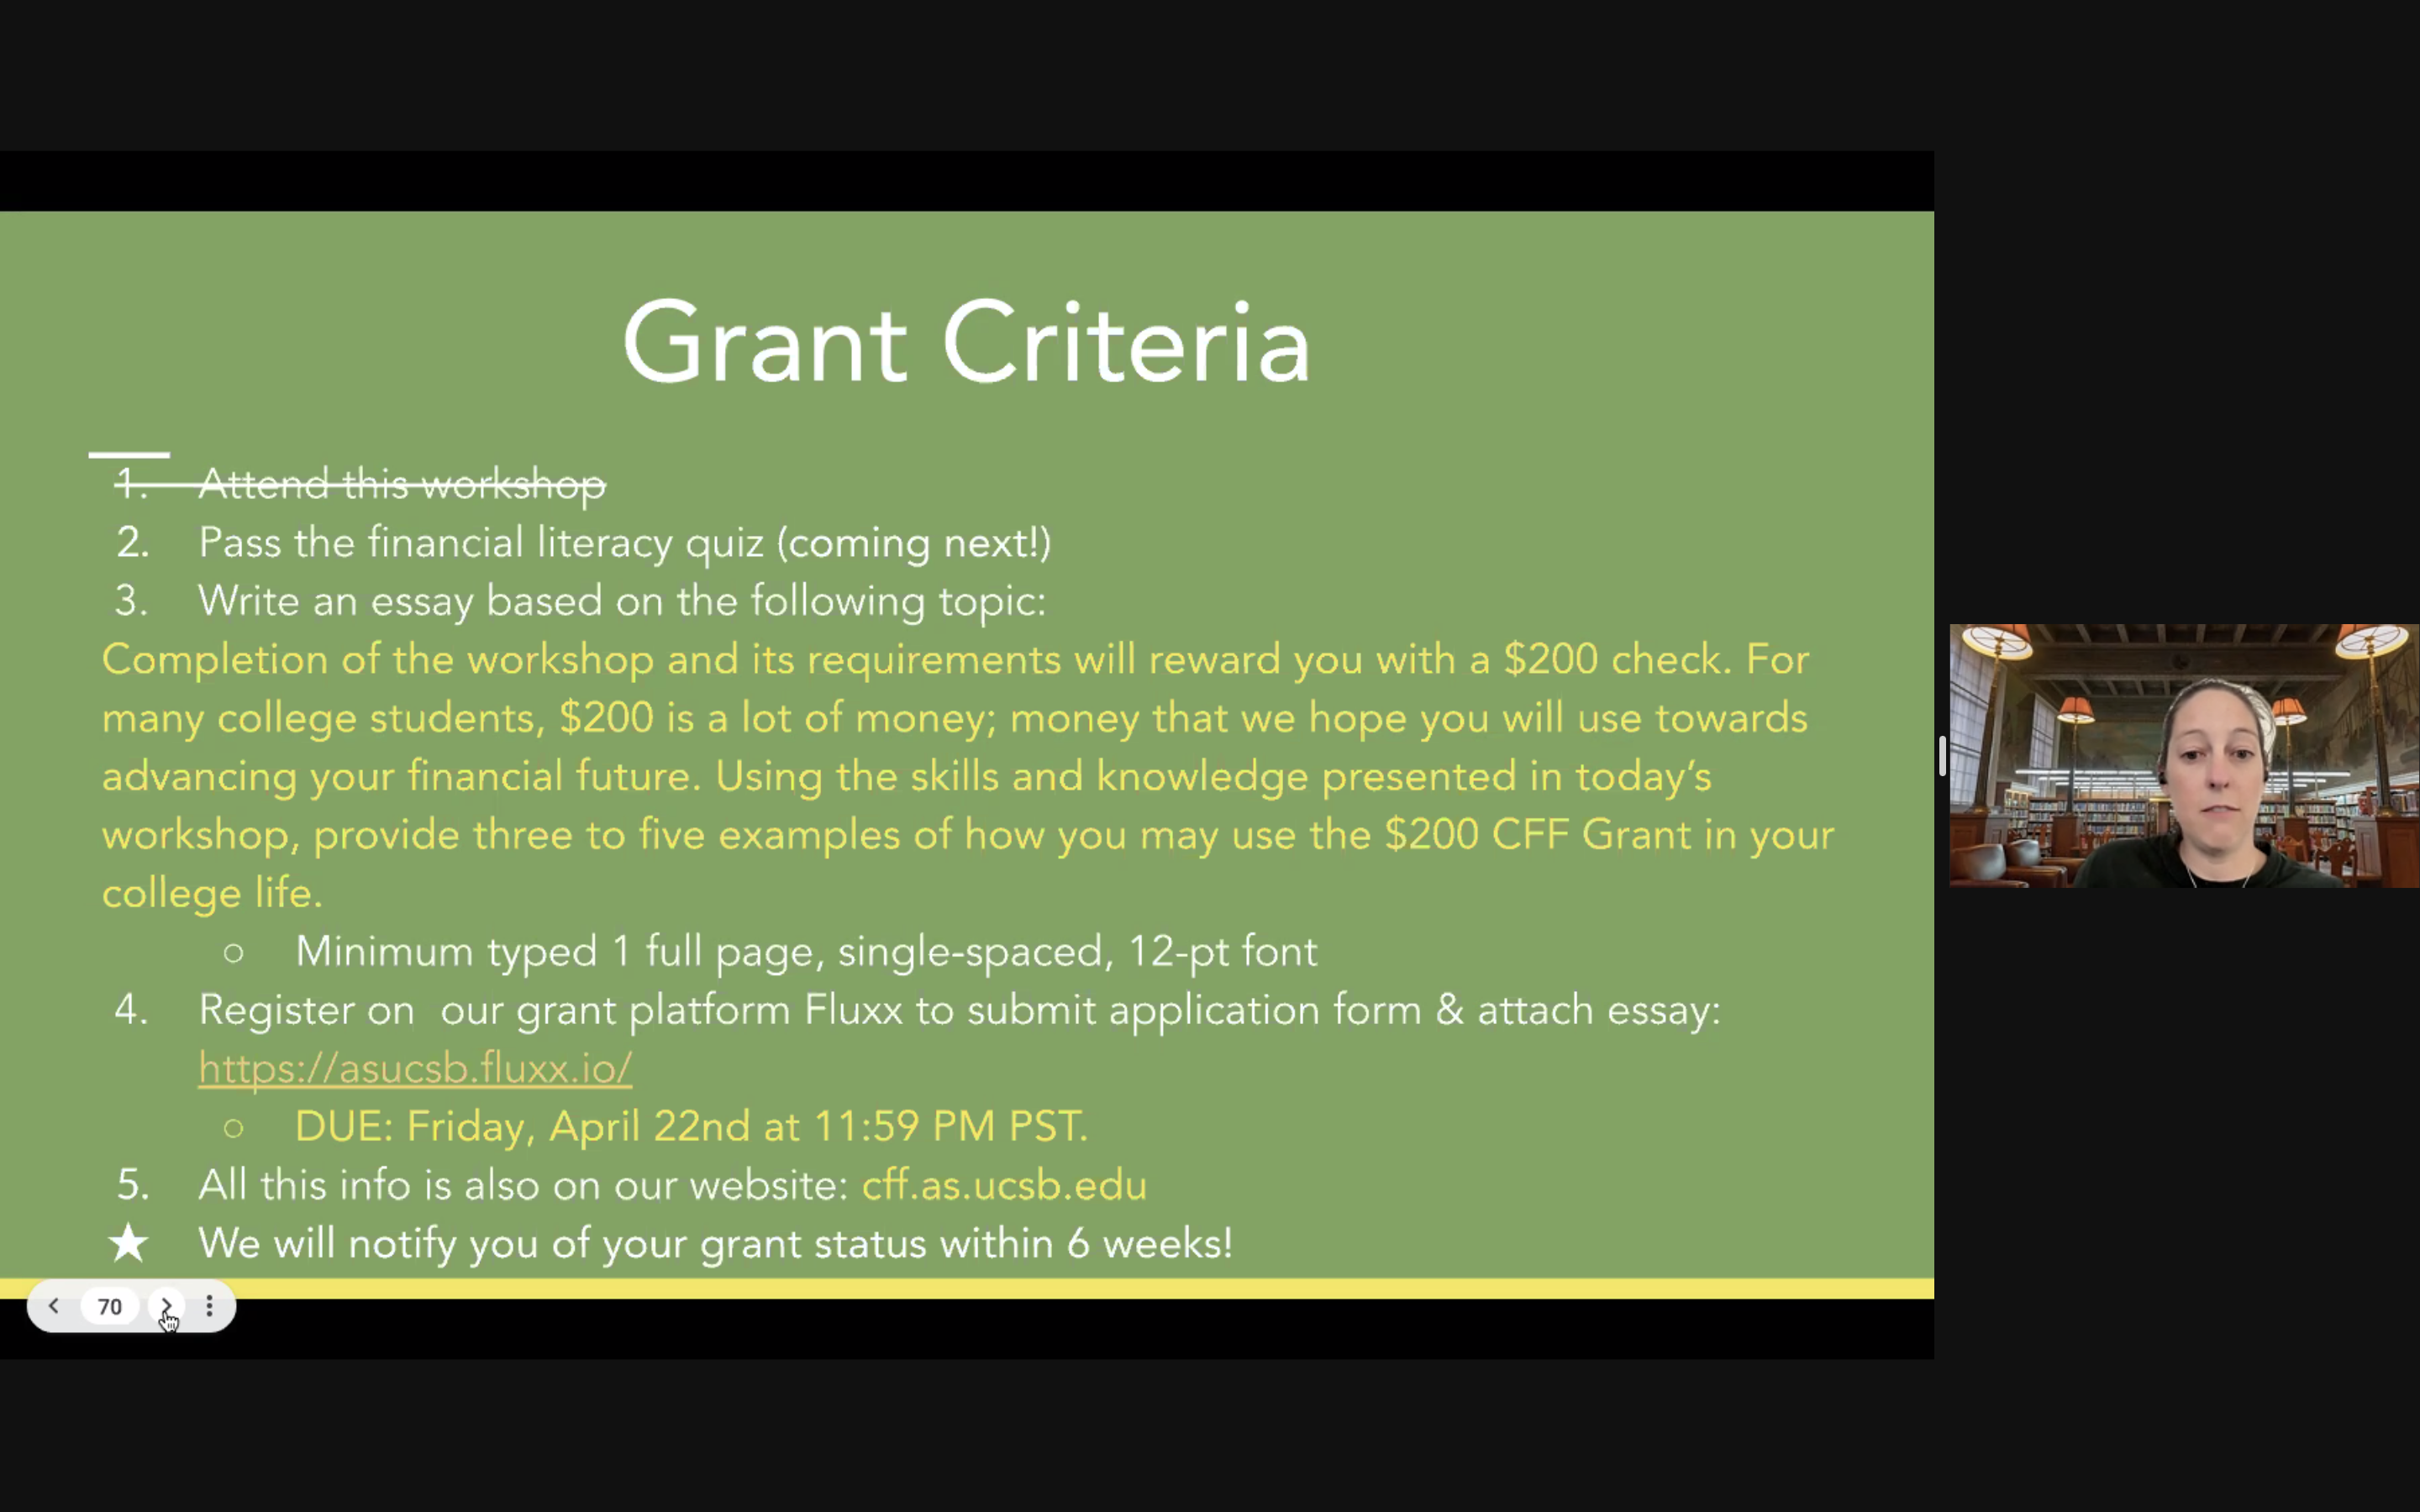 Grant Criteria
1. Attend this workshop
2. Pass the financial literacy quiz (coming next!)
3. Write an essay based on the following topic:
Completion of the workshop and its requirements will reward you with a $200 check. For
many college students, $200 is a lot of money; money that we hope you will use towards
advancing your financial future. Using the skills and knowledge presented in today’s
workshop, provide three to five examples of how you may use the $200 CFF Grant in your
college life.
○ Minimum typed 1 full page, single-spaced, 12-pt font
4. Register on our grant platform Fluxx to submit application form & attach essay:
https://asucsb.fluxx.io/
○ DUE: Friday, April 22nd at 11:59 PM PST.
5. All this info is also on our website: cff.as.ucsb.edu
★ We will notify you of your grant status within 6 weeks!
70